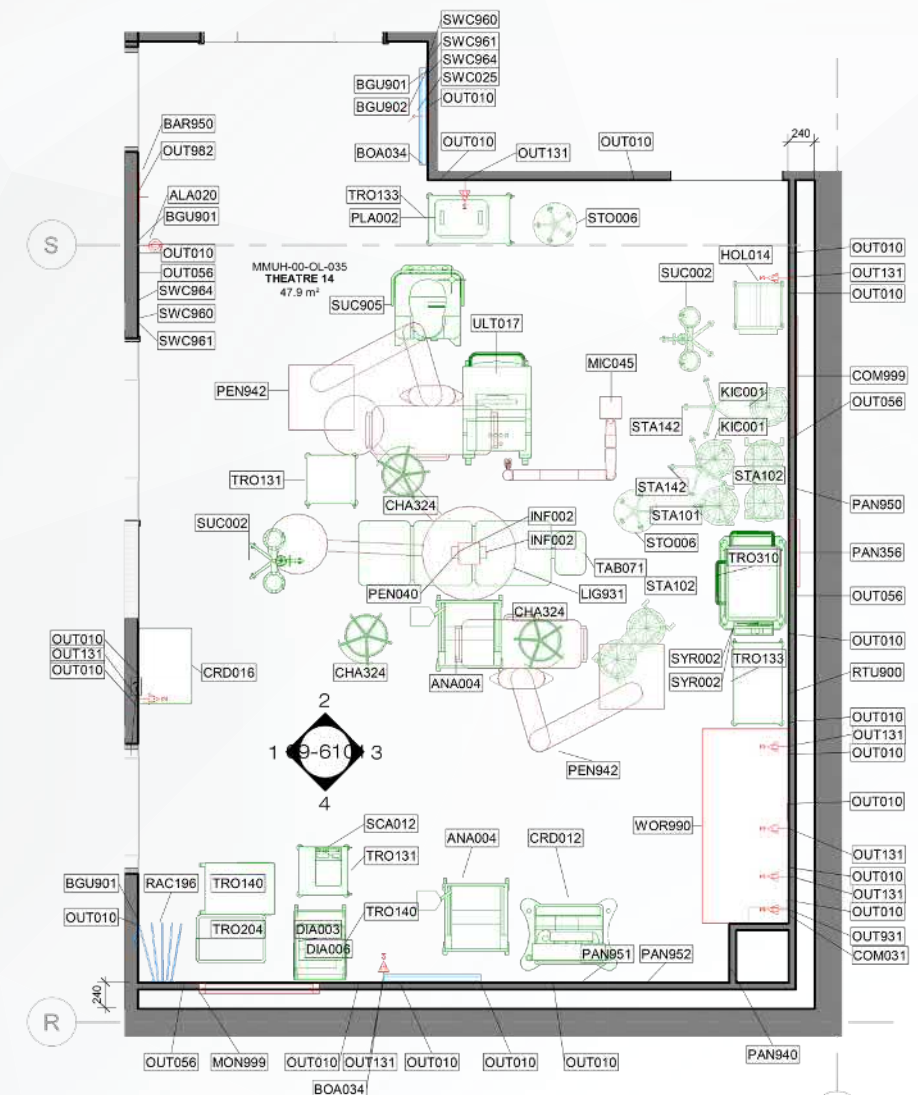 SWC960
SWC961
SWC964
SWC025
OUT010
BGU901
BGU902
BOA034
OUT010
OUT131
OUT010
240
BAR950
OUT982
ALA020
BGU901
OUT010
OUT056
SWC964
SWC960
SWC961
S
MMUH-00-OL-035
THEATRE 14
47.9 m²
TRO133
PLA002
STO006
SUC905
ULT017
SUC002
HOL014
OUT010
OUT131
OUT010
COM999
OUT056
PEN942
MIC045
KIC001
STA142
KIC001
TRO131
CHA324
STA142
STA102
STA101
STO006
PAN950
SUC002
INF002
INF002
PEN040
TAB071
LIG931
STA102
TRO310
PAN356
OUT056
CHA324
CHA324
ANA004
OUT010
OUT131
OUT010
CRD016
SYR002
SYR002
TRO133
OUT010
RTU900
OUT010
OUT131
OUT010
2
1
3
4
PEN942
WOR990
OUT010
OUT131
OUT010
OUT131
OUT010
OUT931
COM031
SCA012
TRO131
ANA004
CRD012
BGU901
RAC196
OUT010
TRO140
TRO204
DIA003
DIA006
TRO140
PAN951
PAN952
240
R
OUT056
MON999
OUT010
OUT131
OUT010
OUT010
OUT010
BOA034
PAN940